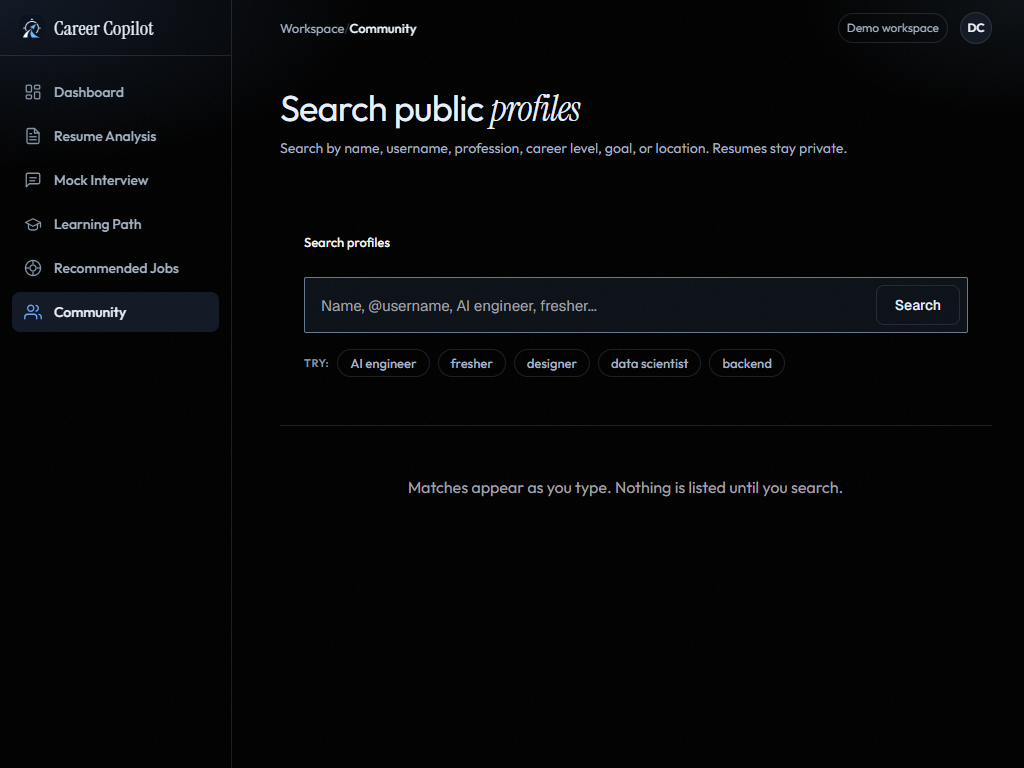 Career Copilot
Dashboard
Resume Analysis
Mock Interview
Learning Path
Recommended Jobs
Community
Workspace/Community
Demo workspace
DC
Search public profiles
Search by name, username, profession, career level, goal, or location. Resumes stay private.
Search profiles
Name, @username, AI engineer, fresher...
Search
TRY: AI engineer fresher designer data scientist backend
Matches appear as you type. Nothing is listed until you search.